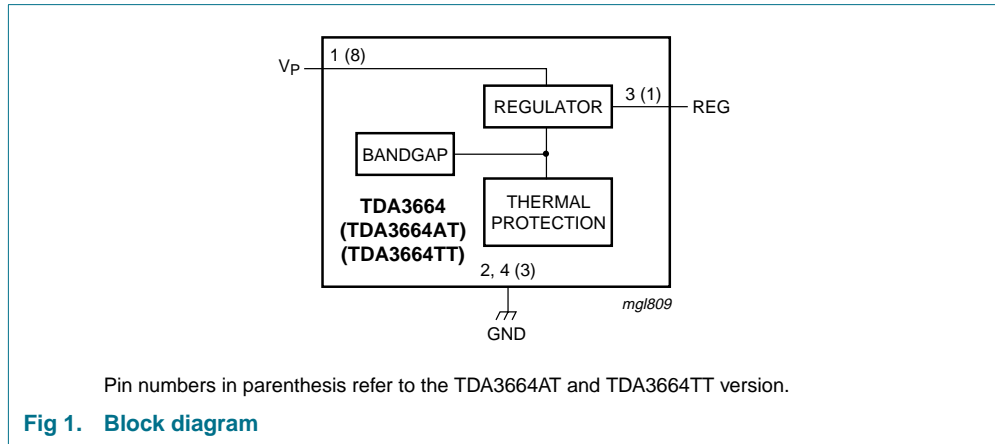 1 (8)
VP
REGULATOR
3 (1)
REG
BANDGAP
THERMAL
PROTECTION
TDA3664
(TDA3664AT)
(TDA3664TT)
2, 4 (3)
mgl809
GND
Pin numbers in parenthesis refer to the TDA3664AT and TDA3664TT version.
Fig 1. Block diagram